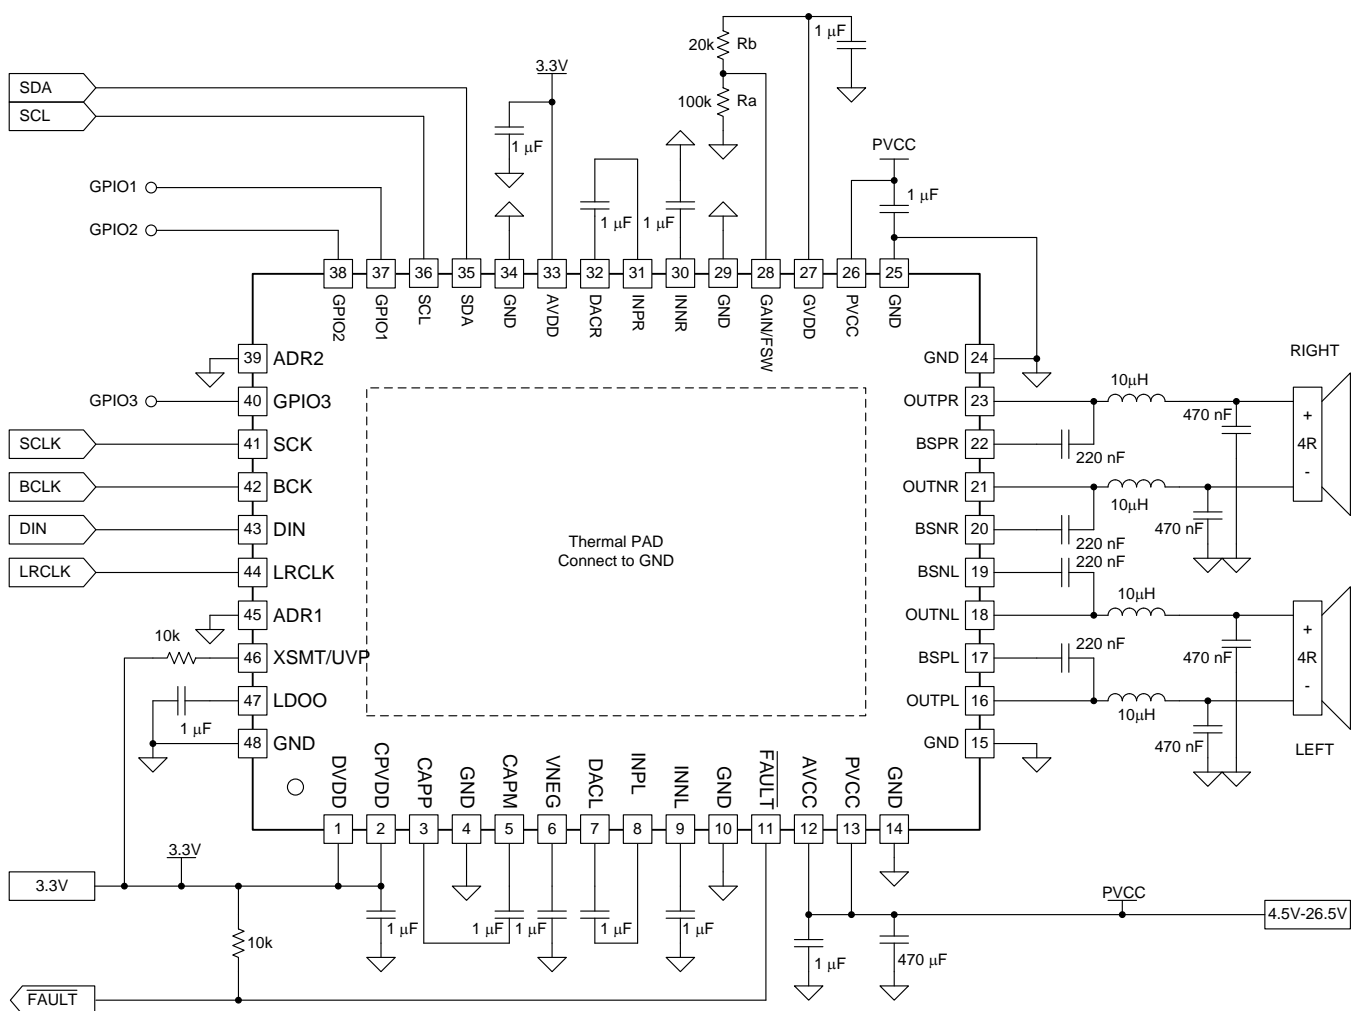 1 μF
20k
Rb
3.3V
SDA
100k
Ra
SCL
1 μF
PVCC
GPIO1
1 μF
1 μF
1 μF
GPIO2
38
37
36
35
34
33
32
31
30
29
28
27
26
25
GPIO2
GPIO1
SCL
SDA
GND
AVDD
DACR
INPR
INNR
GND
GAIN/FSW
GVDD
PVCC
GND
39 ADR2
GPIO3
40 GPIO3
SCLK
41 SCK
BCLK
42 BCK
DIN
43 DIN
LRCLK
44 LRCLK
45 ADR1
10k
46 XSMT/UVP
47 LDOO
1 μF
48 GND
Thermal PAD
Connect to GND
GND 24
RIGHT
10μH
OUTPR 23
470 nF
+
BSPR 22
4R
220 nF
-
OUTNR 21
10μH
BSNR 20
470 nF
220 nF
220 nF
BSNL 19
10μH
OUTNL 18
+
220 nF
470 nF
BSPL 17
4R
-
OUTPL 16
10μH
GND 15
470 nF
LEFT
DVDD
CPVDD
CAPP
GND
CAPM
VNEG
DACL
INPL
INNL
GND
FAULT
AVCC
PVCC
GND
1
2
3
4
5
6
7
8
9
10
11
12
13
14
3.3V
3.3V
PVCC
4.5V-26.5V
10k
1 μF
1 μF
1 μF
1 μF
1 μF
1 μF
470 μF
FAULT